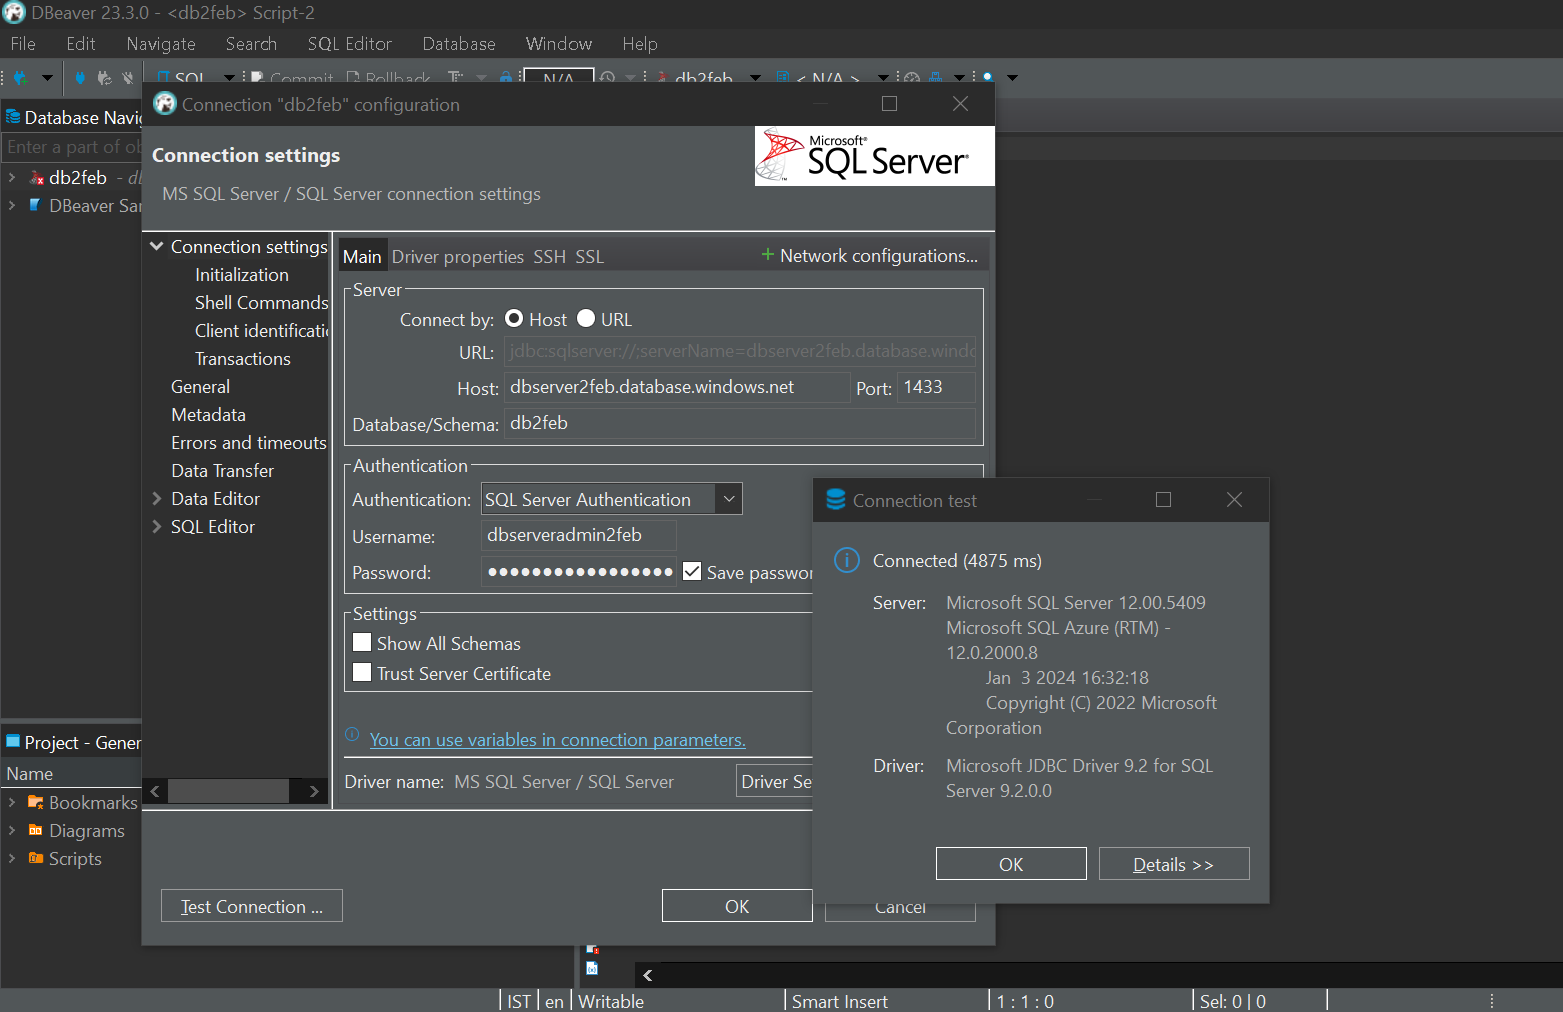 DBeaver 23.3.0 - <db2feb> Script-2
File Edit Navigate Search SQL Editor Database Window Help
SQL Commit Rollback N/A db2feb < N/A >
Connection "db2feb" configuration
Database Navig
Enter a part of ob
db2feb - db
DBeaver Sa
Connection settings
MS SQL Server / SQL Server connection settings
Microsoft®
SQL Server®
Connection settings
Initialization
Shell Commands
Client identificatio
Transactions
General
Metadata
Errors and timeouts
Data Transfer
Data Editor
SQL Editor
Main Driver properties SSH SSL + Network configurations...
Server
Connect by: Host URL
URL: jdbc:sqlserver://;serverName=dbserver2feb.database.windo
Host: dbserver2feb.database.windows.net Port: 1433
Database/Schema: db2feb
Authentication
Authentication: SQL Server Authentication
Username: dbserveradmin2feb
Password: ••••••••••••••••• Save passwor
Settings
Show All Schemas
Trust Server Certificate
You can use variables in connection parameters.
Driver name: MS SQL Server / SQL Server Driver Se
Test Connection ... OK Cancel
Connection test
Connected (4875 ms)
Server: Microsoft SQL Server 12.00.5409
Microsoft SQL Azure (RTM) -
12.0.2000.8
Jan 3 2024 16:32:18
Copyright (C) 2022 Microsoft
Corporation
Driver: Microsoft JDBC Driver 9.2 for SQL
Server 9.2.0.0
OK Details >>
Project - Gener
Name
Bookmarks
Diagrams
Scripts
IST en Writable Smart Insert 1 : 1 : 0 Sel: 0 | 0